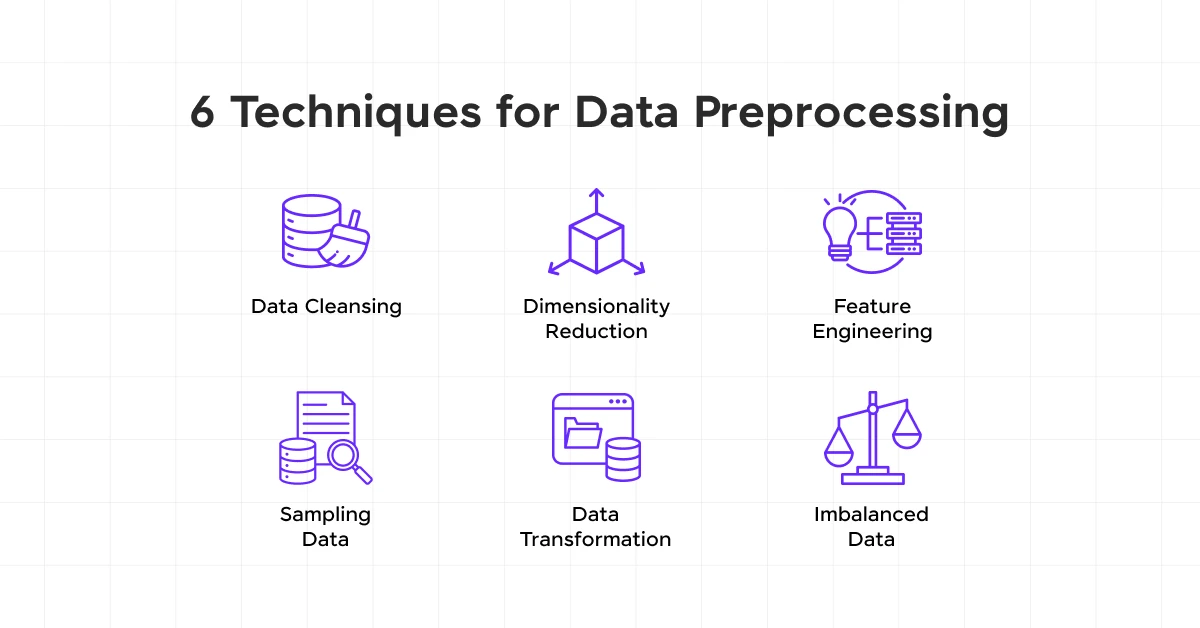 6 Techniques for Data Preprocessing
Data Cleansing
Dimensionality
Reduction
Feature
Engineering
Sampling
Data
Data
Transformation
Imbalanced
Data